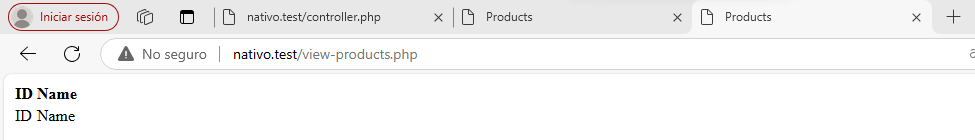 Iniciar sesión
nativo.test/controller.php
Products
Products
No seguro
nativo.test/view-products.php
ID Name
ID Name